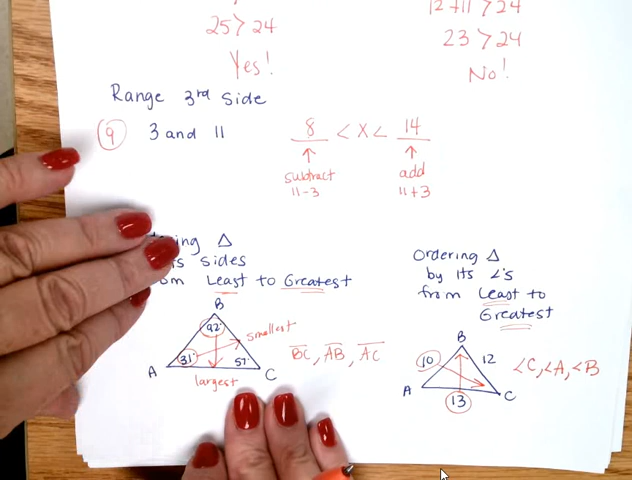 25 > 24
Yes!
12+11 > 24
23 > 24
No!
Range 3rd Side
9 3 and 11 8 < X < 14
subtract
11-3
add
11+3
Δ
sides
Least to Greatest
B
92°
31°
57°
A
C
smallest
largest
BC, AB, AC
Ordering Δ
by its ∠'s
from Least to
Greatest
B
10
12
A
C
13
∠C, ∠A, ∠B